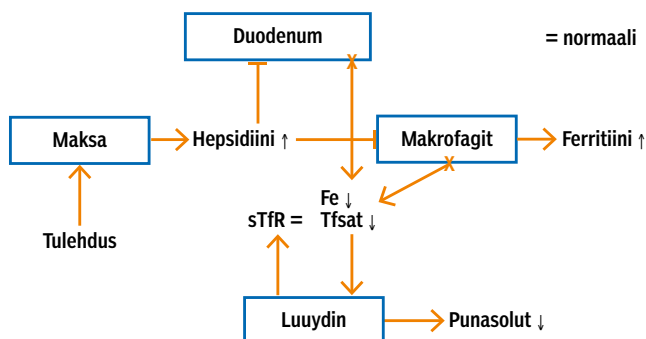 Duodenum
= normaali
Maksa
Hepsidiini ↑
Makrofagit
Ferritiini ↑
Fe ↓
sTfR = Tfsat ↓
Tulehdus
Luuydin
Punasolut ↓